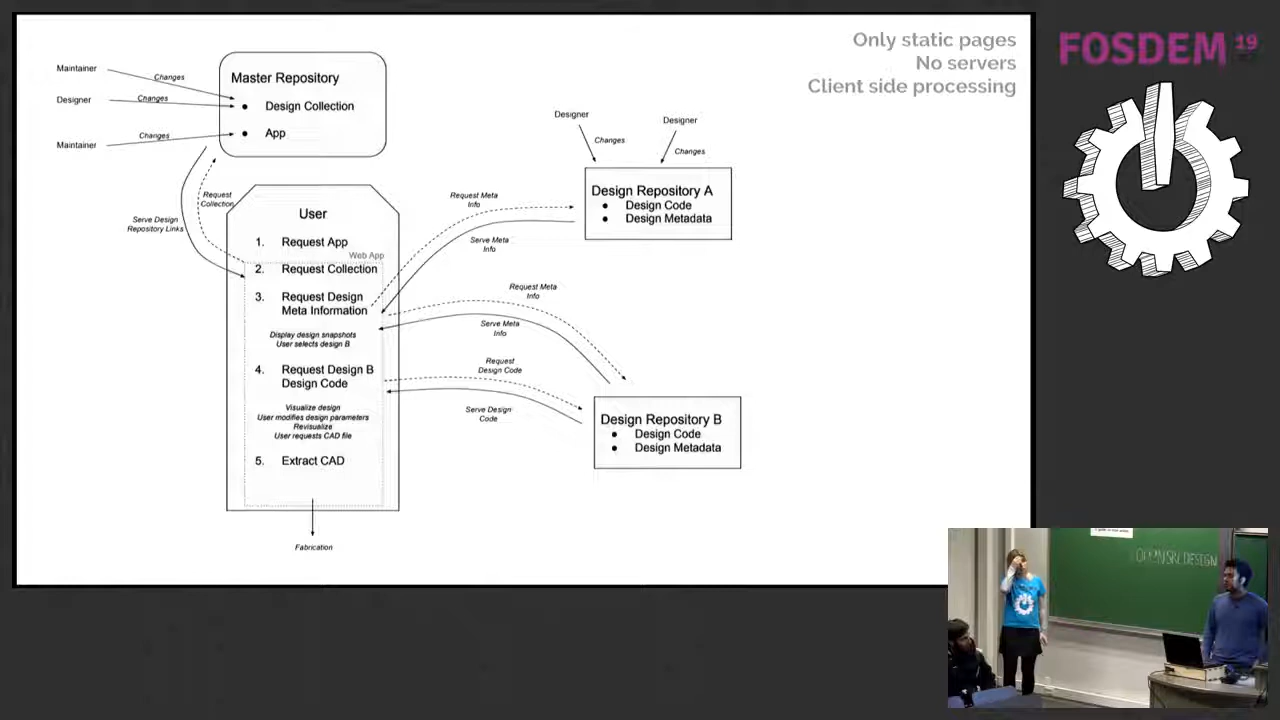 Only static pages
No servers
Client side processing
FOSDEM 19
Maintainer
Changes
Designer
Changes
Maintainer
Changes
Master Repository
● Design Collection
● App
Request
Collection
Serve Design
Repository Links
User
1. Request App
Web App
2. Request Collection
3. Request Design
Meta Information
Display design snapshots
User selects design B
4. Request Design B
Design Code
Visualize design
User modifies design parameters
Revisualize
User requests CAD file
5. Extract CAD
Fabrication
Request Meta
Info
Serve Meta
Info
Designer
Changes
Designer
Changes
Design Repository A
● Design Code
● Design Metadata
Request Meta
Info
Serve Meta
Info
Request
Design Code
Serve Design
Code
Design Repository B
● Design Code
● Design Metadata
DESIGN